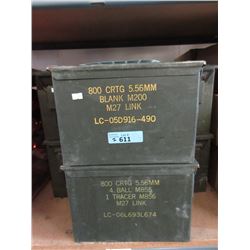 800 CRTG 5.56MM
BLANK M200
M27 LINK
LC-05D916-490
611
800 CRTG 5.56MM
4 BALL M855
1 TRACER M856
M27 LINK
LC-06L693L674